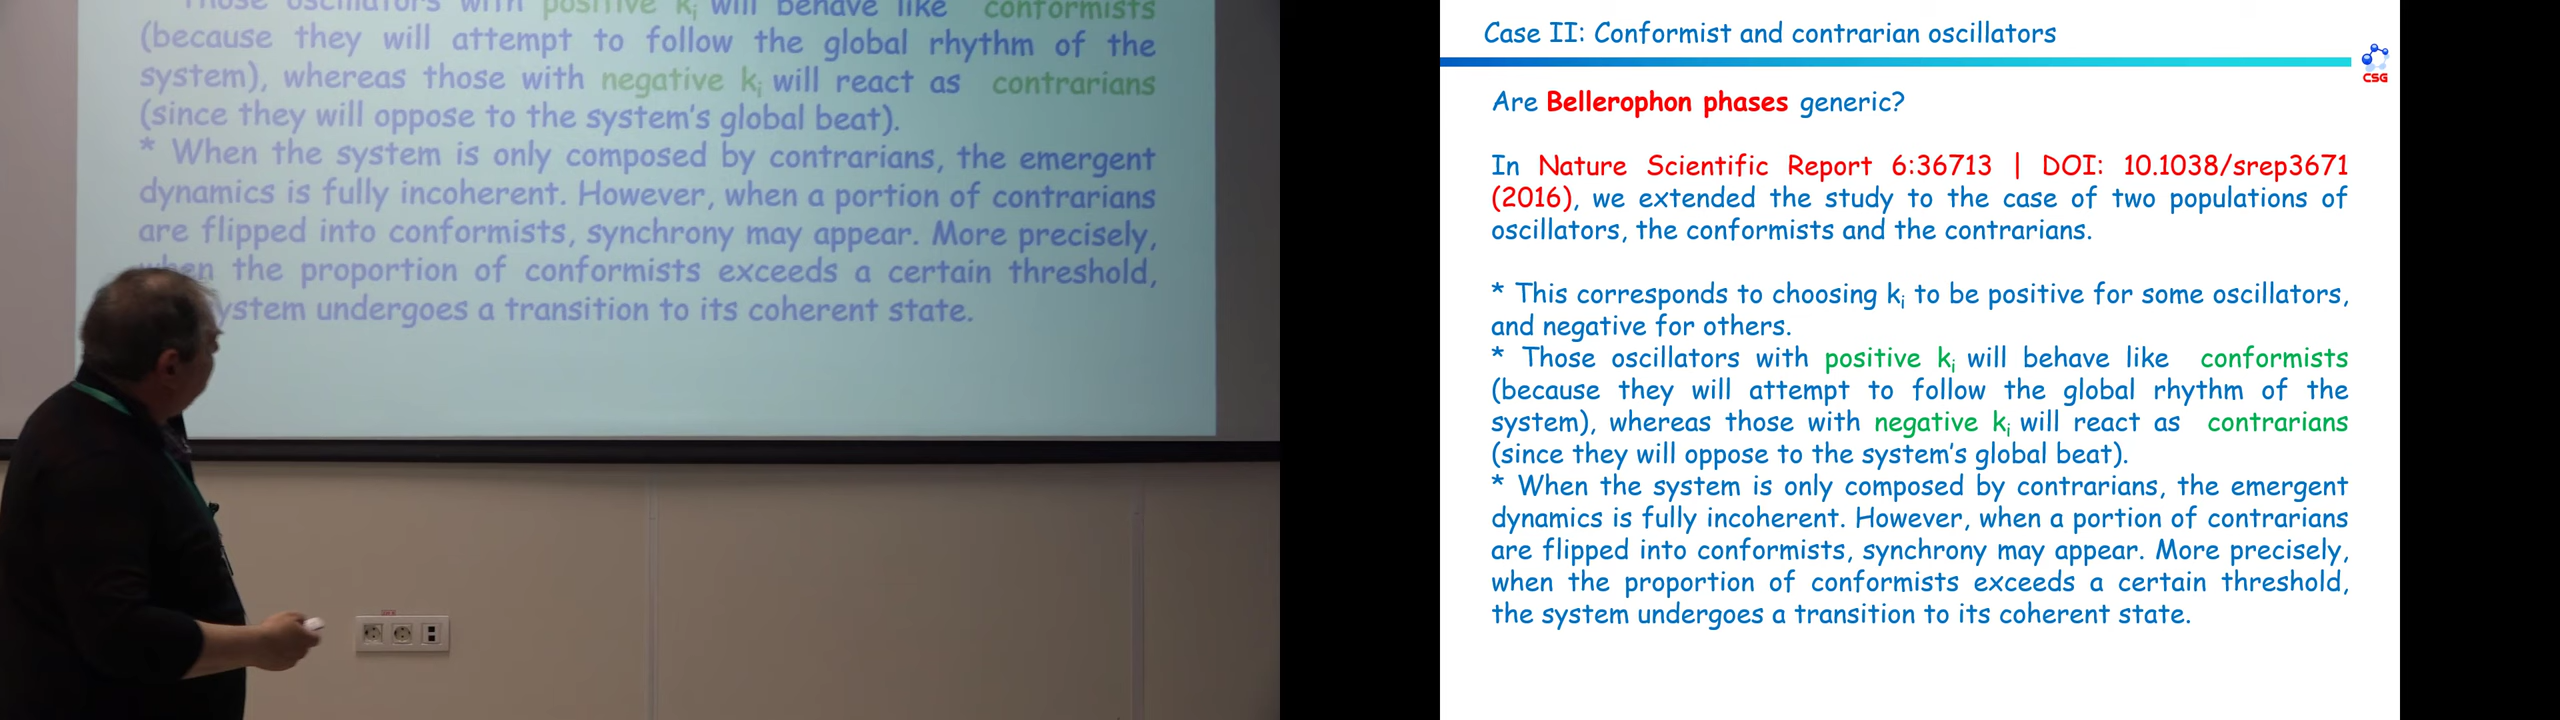 Those oscillators with positive ki will behave like conformists
(because they will attempt to follow the global rhythm of the
system), whereas those with negative ki will react as contrarians
(since they will oppose to the system's global beat).
* When the system is only composed by contrarians, the emergent
dynamics is fully incoherent. However, when a portion of contrarians
are flipped into conformists, synchrony may appear. More precisely,
when the proportion of conformists exceeds a certain threshold,
system undergoes a transition to its coherent state.
Case II: Conformist and contrarian oscillators
CSG
Are Bellerophon phases generic?
In Nature Scientific Report 6:36713 | DOI: 10.1038/srep3671
(2016), we extended the study to the case of two populations of
oscillators, the conformists and the contrarians.
* This corresponds to choosing ki to be positive for some oscillators,
and negative for others.
* Those oscillators with positive ki will behave like conformists
(because they will attempt to follow the global rhythm of the
system), whereas those with negative ki will react as contrarians
(since they will oppose to the system's global beat).
* When the system is only composed by contrarians, the emergent
dynamics is fully incoherent. However, when a portion of contrarians
are flipped into conformists, synchrony may appear. More precisely,
when the proportion of conformists exceeds a certain threshold,
the system undergoes a transition to its coherent state.